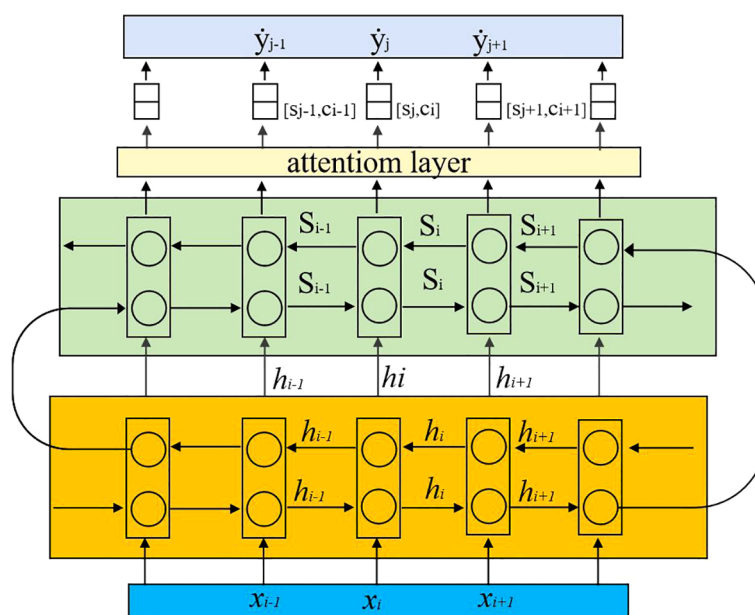 ẏj-1 ẏj ẏj+1
[sj-1,ci-1] [sj,ci] [sj+1,ci+1]
attentiom layer
Si-1 Si Si+1
Si-1 Si Si+1
hi-1 hi hi+1
hi-1 hi hi+1
hi-1 hi hi+1
xi-1 xi xi+1